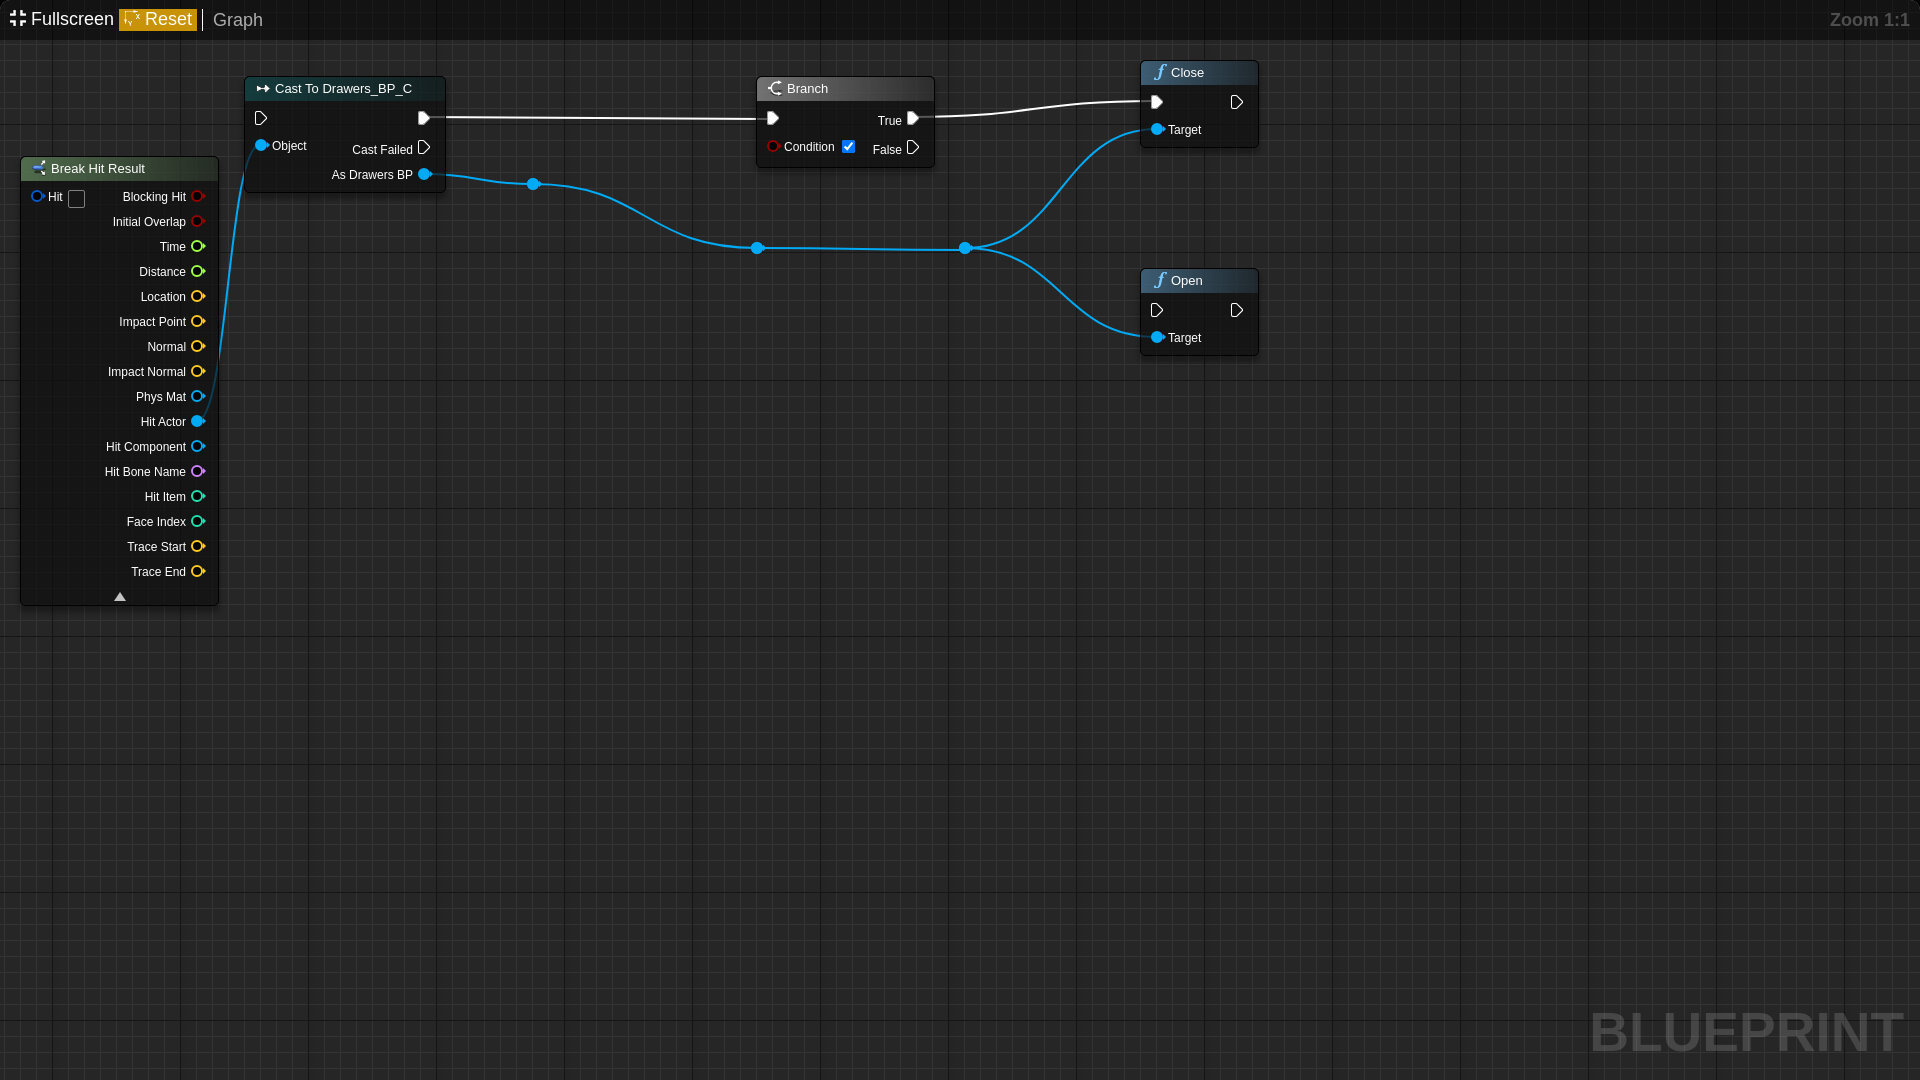 Fullscreen Reset Graph Zoom 1:1
Cast To Drawers_BP_C
Object
Cast Failed
As Drawers BP
Branch
True
Condition
False
Close
Target
Open
Target
Break Hit Result
Hit Blocking Hit
Initial Overlap
Time
Distance
Location
Impact Point
Normal
Impact Normal
Phys Mat
Hit Actor
Hit Component
Hit Bone Name
Hit Item
Face Index
Trace Start
Trace End
BLUEPRINT